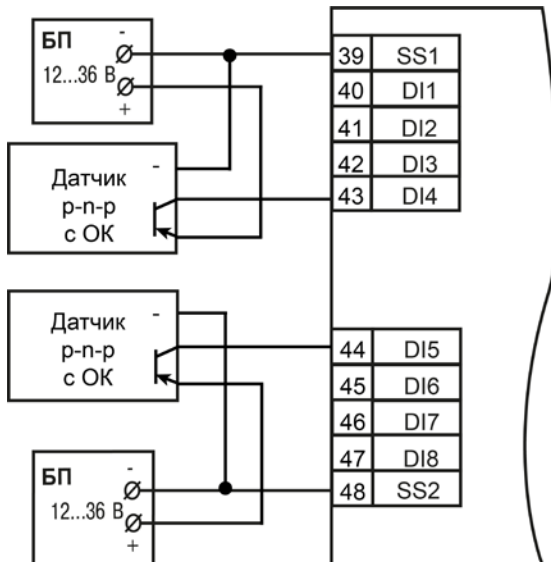 БП
-
12...36 В
+
39 SS1
40 DI1
41 DI2
42 DI3
43 DI4
Датчик -
p-n-p
с ОК
Датчик -
p-n-p
с ОК
44 DI5
45 DI6
46 DI7
47 DI8
48 SS2
БП
-
12...36 В
+